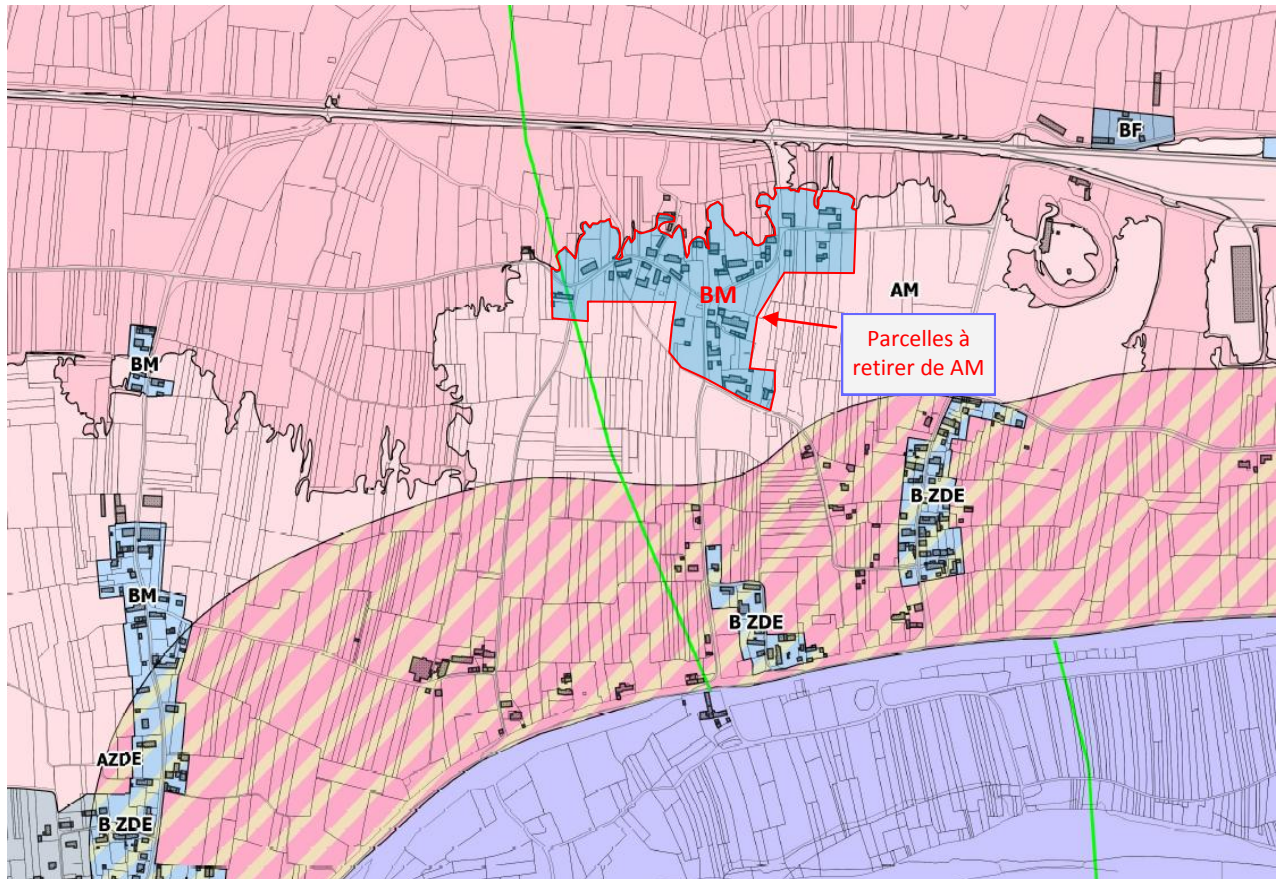 BF
BM
AM
Parcelles à
retirer de AM
BM
B ZDE
BM
B ZDE
AZDE
B ZDE